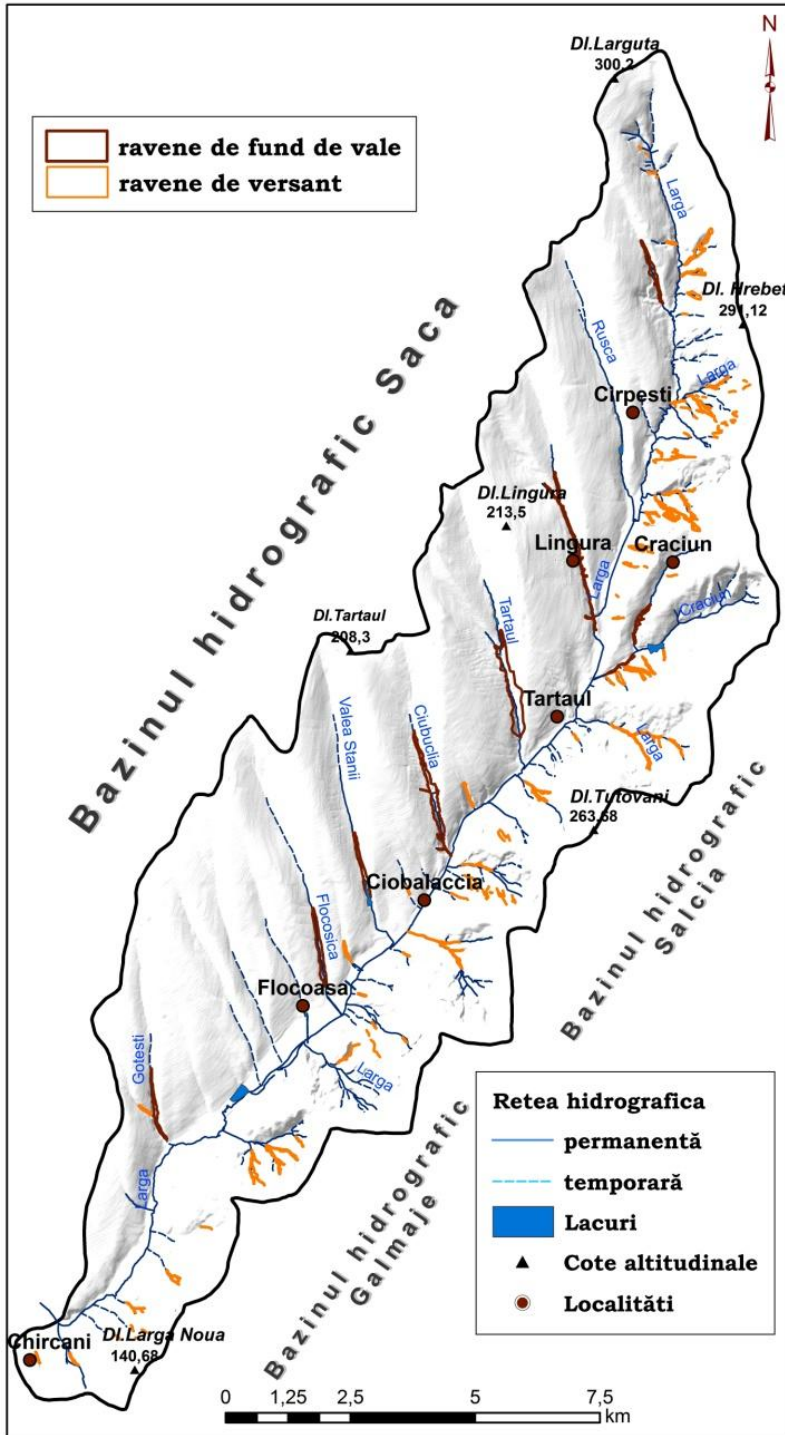 Dl.Larguta
300,2
N
ravene de fund de vale
ravene de versant
Larga
Dl. Hrebet
291,12
Rusca
Larga
Cirpesti
Bazinul hidrografic Saca
Dl.Lingura
213,5
Lingura
Craciun
Larga
Craciun
Dl.Tartaul
208,3
Tartaul
Tartaul
Valea Stanii
Ciubuclia
Larga
Dl.Tutovani
263,68
Ciobalaccia
Bazinul hidrografic
Salcia
Flocosica
Flocoasa
Gotesti
Larga
Larga
Bazinul hidrografic
Galmaje
Retea hidrografica
permanentă
temporară
Lacuri
Cote altitudinale
Localităti
Chircani
Dl.Larga Noua
140,68
0 1,25 2,5 5 7,5
km